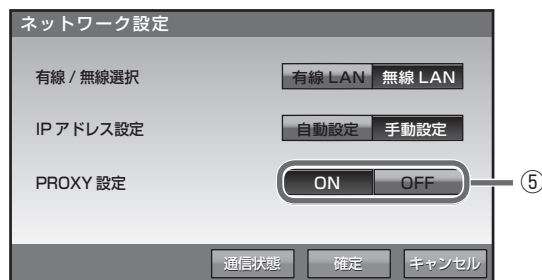 ネットワーク設定
有線 / 無線選択 有線 LAN 無線 LAN
IP アドレス設定 自動設定 手動設定
PROXY 設定 ON OFF ⑤
通信状態 確定 キャンセル